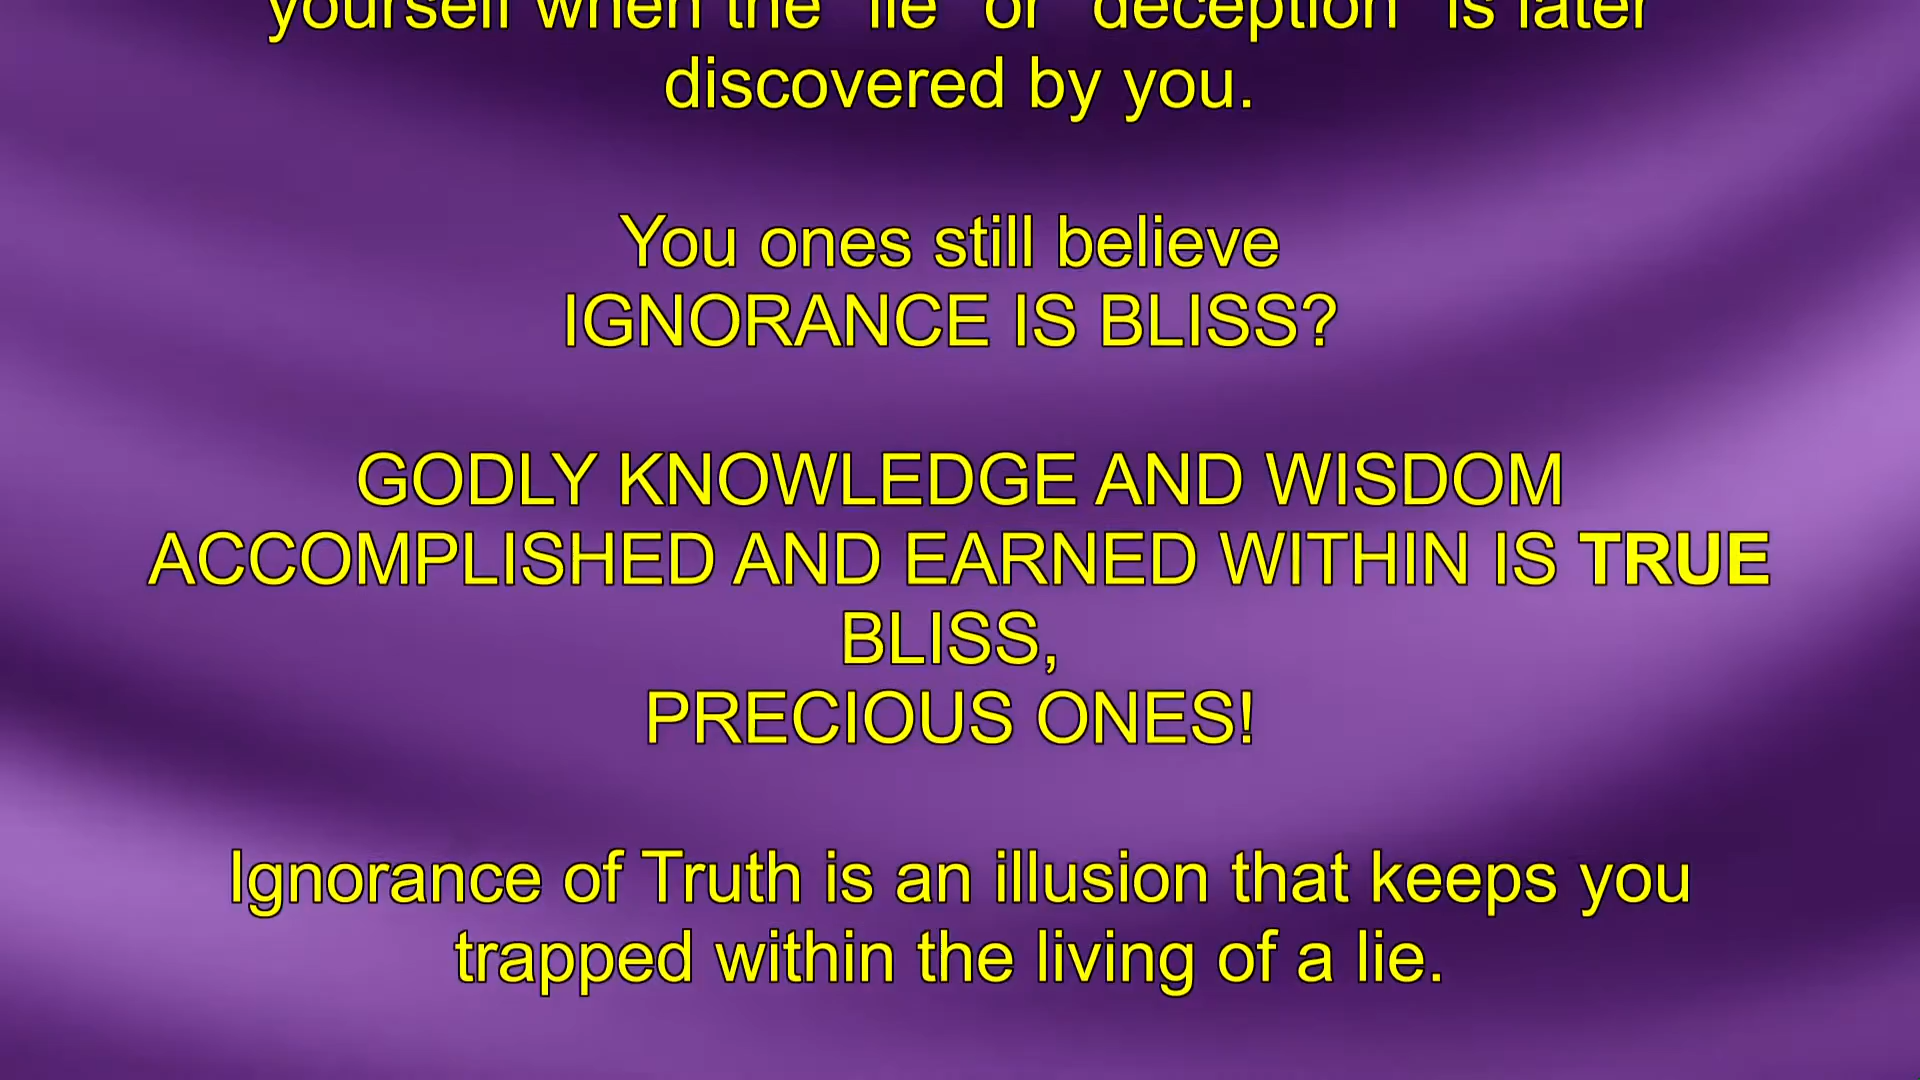 yourself when the "lie" or "deception" is later
discovered by you.
You ones still believe
IGNORANCE IS BLISS?
GODLY KNOWLEDGE AND WISDOM
ACCOMPLISHED AND EARNED WITHIN IS TRUE
BLISS,
PRECIOUS ONES!
Ignorance of Truth is an illusion that keeps you
trapped within the living of a lie.